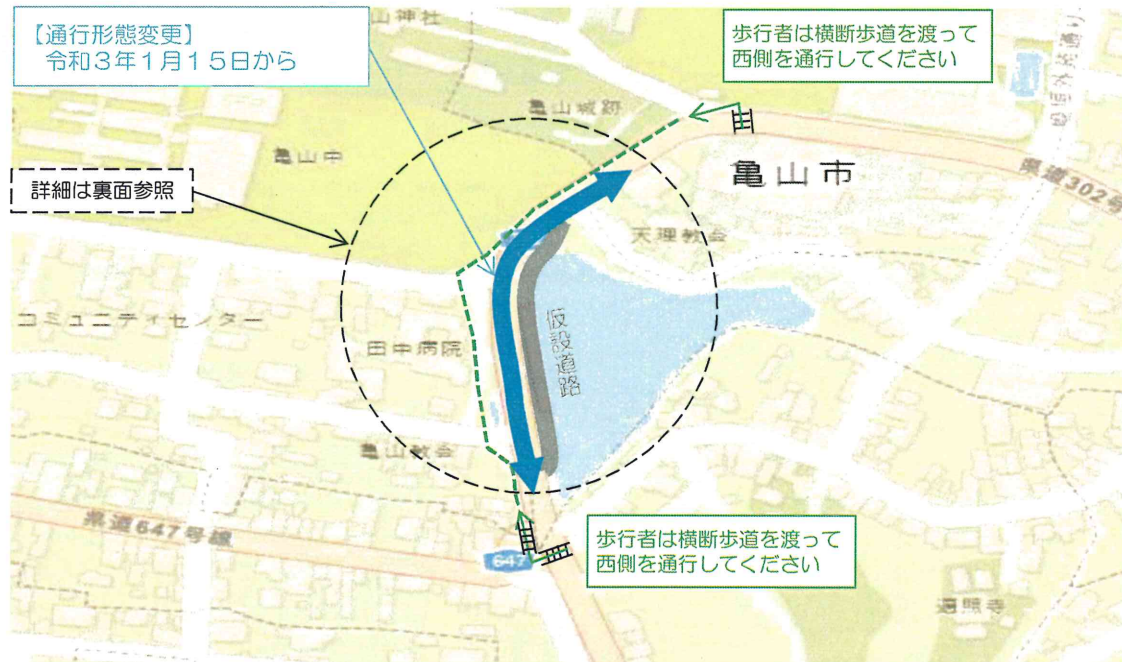 【通行形態変更】
令和3年1月15日から
山神社
歩行者は横断歩道を渡って
西側を通行してください
亀山城跡
亀山市
亀山市
県道302号
詳細は裏面参照
天理教会
仮設道路
コミュニティセンター
田中病院
亀山教会
県道647号線
647
歩行者は横断歩道を渡って
西側を通行してください
遍照寺